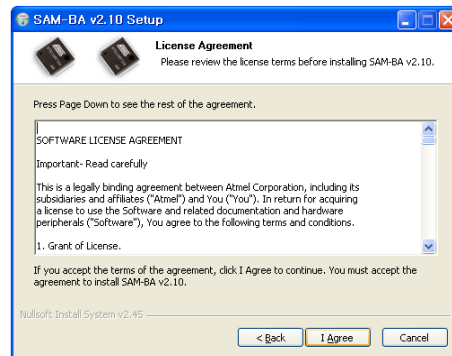 SAM-BA v2.10 Setup
License Agreement
Please review the license terms before installing SAM-BA v2.10.
Press Page Down to see the rest of the agreement.
SOFTWARE LICENSE AGREEMENT
Important- Read carefully
This is a legally binding agreement between Atmel Corporation, including its
subsidiaries and affiliates ("Atmel") and You ("You"). In return for acquiring
a license to use the Software and related documentation and hardware
peripherals ("Software"), You agree to the following terms and conditions.
1. Grant of License.
If you accept the terms of the agreement, click I Agree to continue. You must accept the
agreement to install SAM-BA v2.10.
Nullsoft Install System v2.45
< Back
I Agree
Cancel